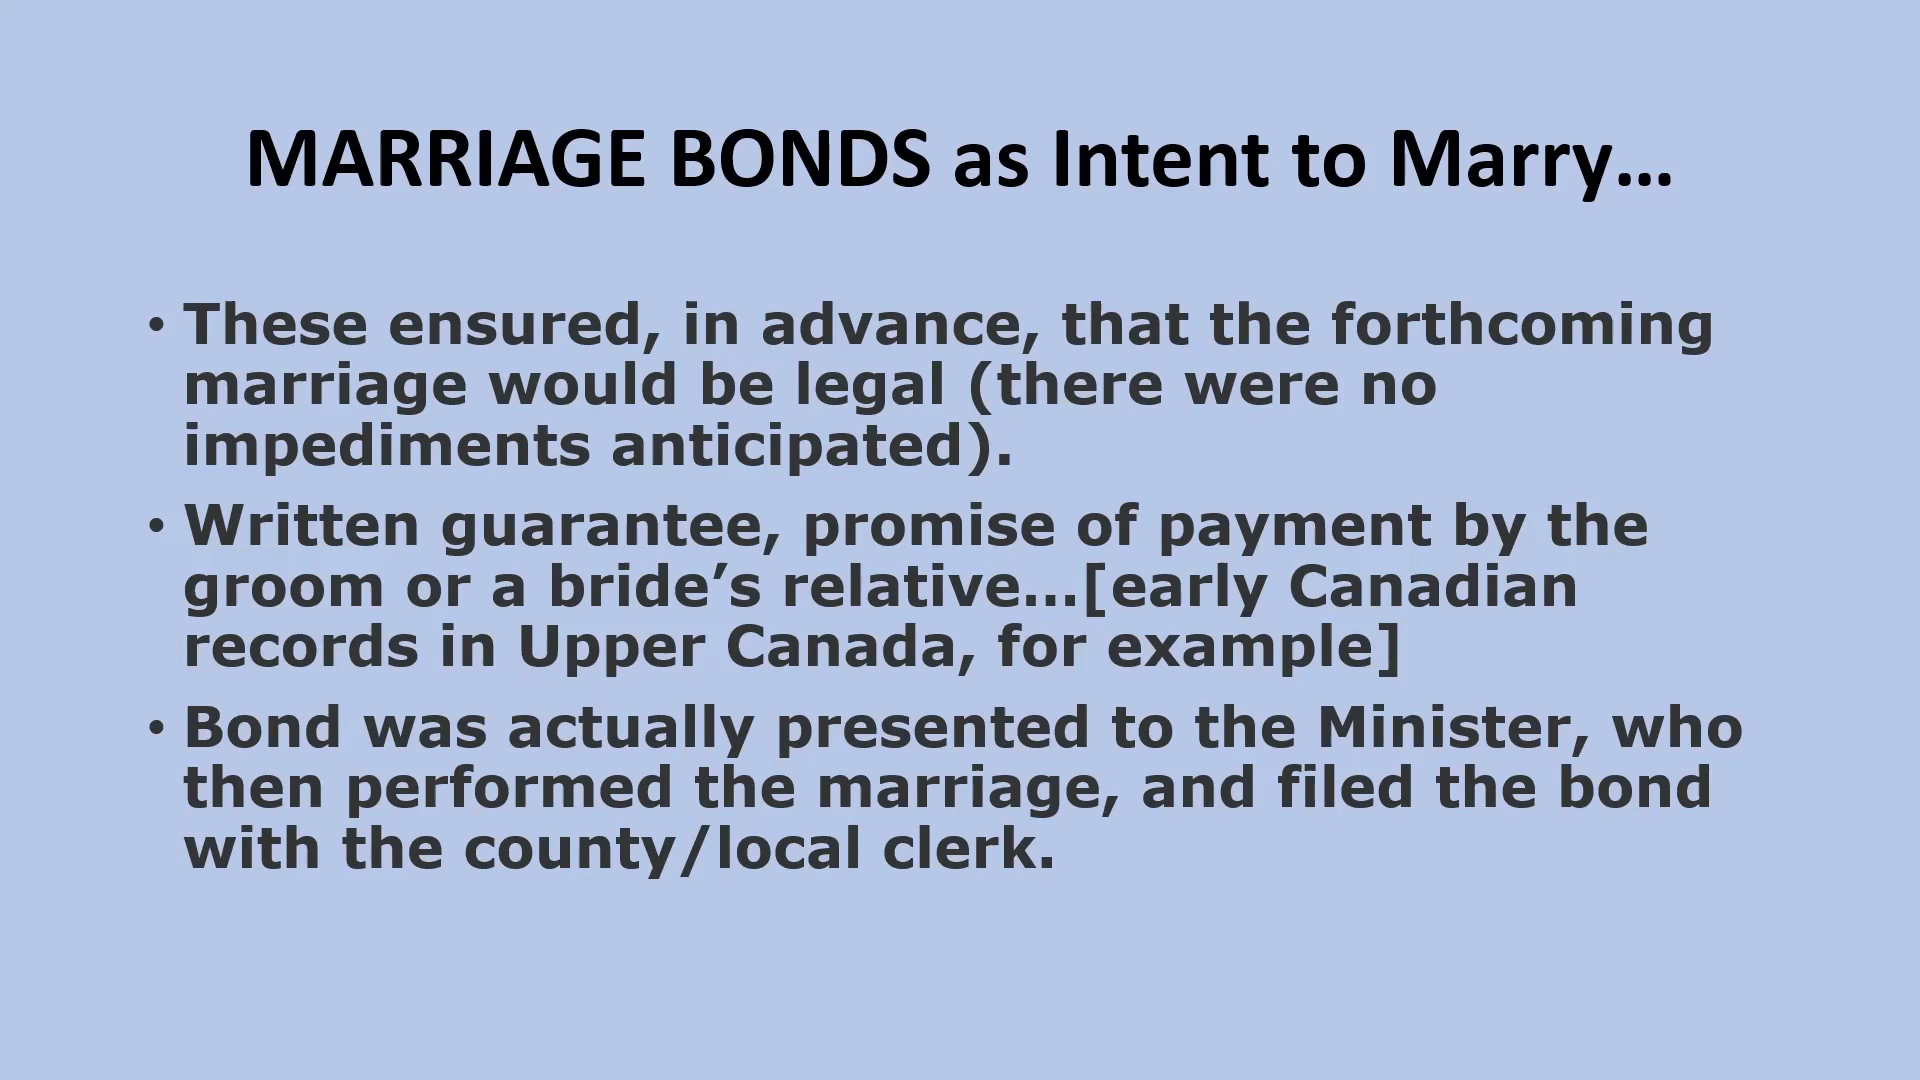 MARRIAGE BONDS as Intent to Marry...
• These ensured, in advance, that the forthcoming
marriage would be legal (there were no
impediments anticipated).
• Written guarantee, promise of payment by the
groom or a bride’s relative...[early Canadian
records in Upper Canada, for example]
• Bond was actually presented to the Minister, who
then performed the marriage, and filed the bond
with the county/local clerk.